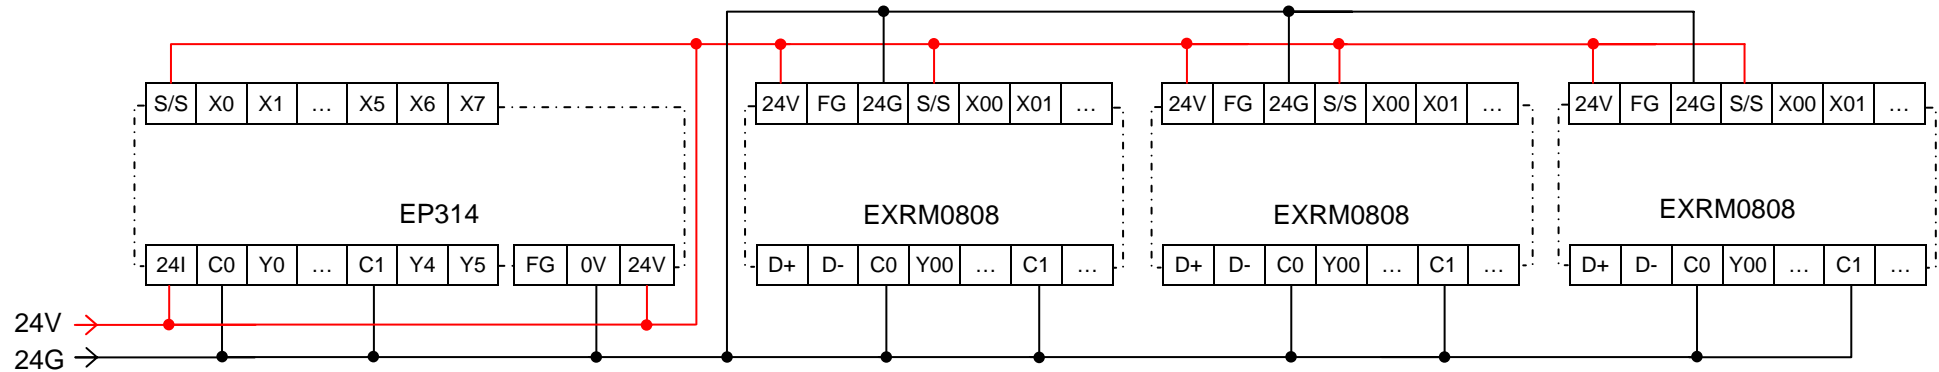 S/S X0 X1 … X5 X6 X7
24V FG 24G S/S X00 X01 …
24V FG 24G S/S X00 X01 …
24V FG 24G S/S X00 X01 …
EP314
EXRM0808
EXRM0808
EXRM0808
24I C0 Y0 … C1 Y4 Y5 FG 0V 24V
D+ D- C0 Y00 … C1 …
D+ D- C0 Y00 … C1 …
D+ D- C0 Y00 … C1 …
24V
24G